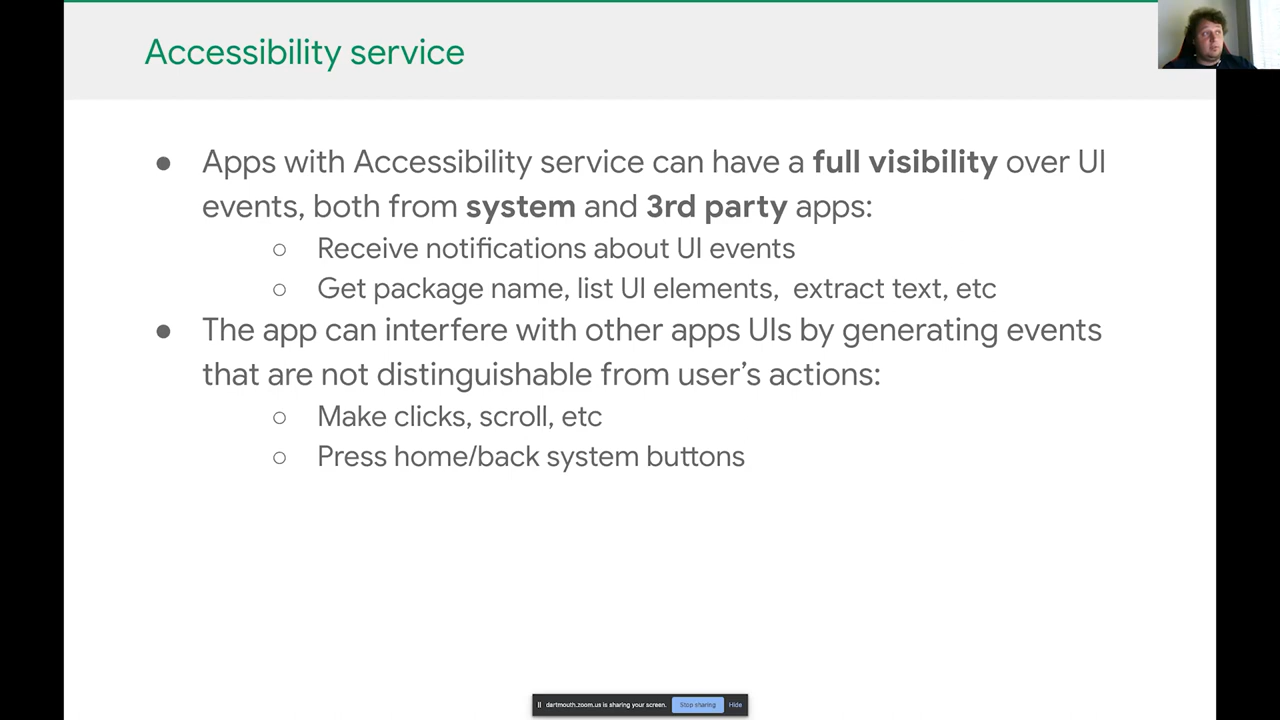 Accessibility service
● Apps with Accessibility service can have a full visibility over UI
events, both from system and 3rd party apps:
○ Receive notifications about UI events
○ Get package name, list UI elements, extract text, etc
● The app can interfere with other apps UIs by generating events
that are not distinguishable from user’s actions:
○ Make clicks, scroll, etc
○ Press home/back system buttons
dartmouth.zoom.us is sharing your screen. Stop sharing Hide